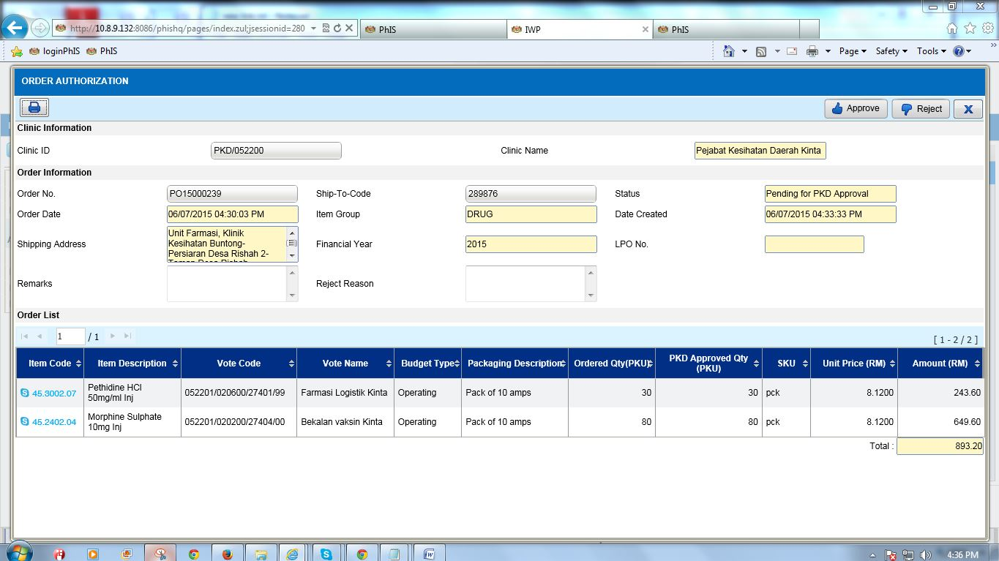 http://10.8.9.132:8086/phishq/pages/index.zul;jsessionid=280
PhIS
IWP
PhIS
loginPhIS
PhIS
Page
Safety
Tools
ORDER AUTHORIZATION
Approve
Reject
X
Clinic Information
Clinic ID PKD/052200 Clinic Name Pejabat Kesihatan Daerah Kinta
Order Information
Order No. PO15000239 Ship-To-Code 289876 Status Pending for PKD Approval
Order Date 06/07/2015 04:30:03 PM Item Group DRUG Date Created 06/07/2015 04:33:33 PM
Shipping Address
Unit Farmasi, Klinik
Kesihatan Buntong-
Persiaran Desa Rishah 2-
Taman Desa Rishah
Financial Year 2015 LPO No.
Remarks Reject Reason
Order List
1 / 1 [ 1 - 2 / 2 ]
Item Code Item Description Vote Code Vote Name Budget Type Packaging Description Ordered Qty(PKU) PKD Approved Qty (PKU) SKU Unit Price (RM) Amount (RM)
45.3002.07 Pethidine HCl 50mg/ml Inj 052201/020600/27401/99 Farmasi Logistik Kinta Operating Pack of 10 amps 30 30 pck 8.1200 243.60
45.2402.04 Morphine Sulphate 10mg Inj 052201/020200/27404/00 Bekalan vaksin Kinta Operating Pack of 10 amps 80 80 pck 8.1200 649.60
Total : 893.20
4:36 PM